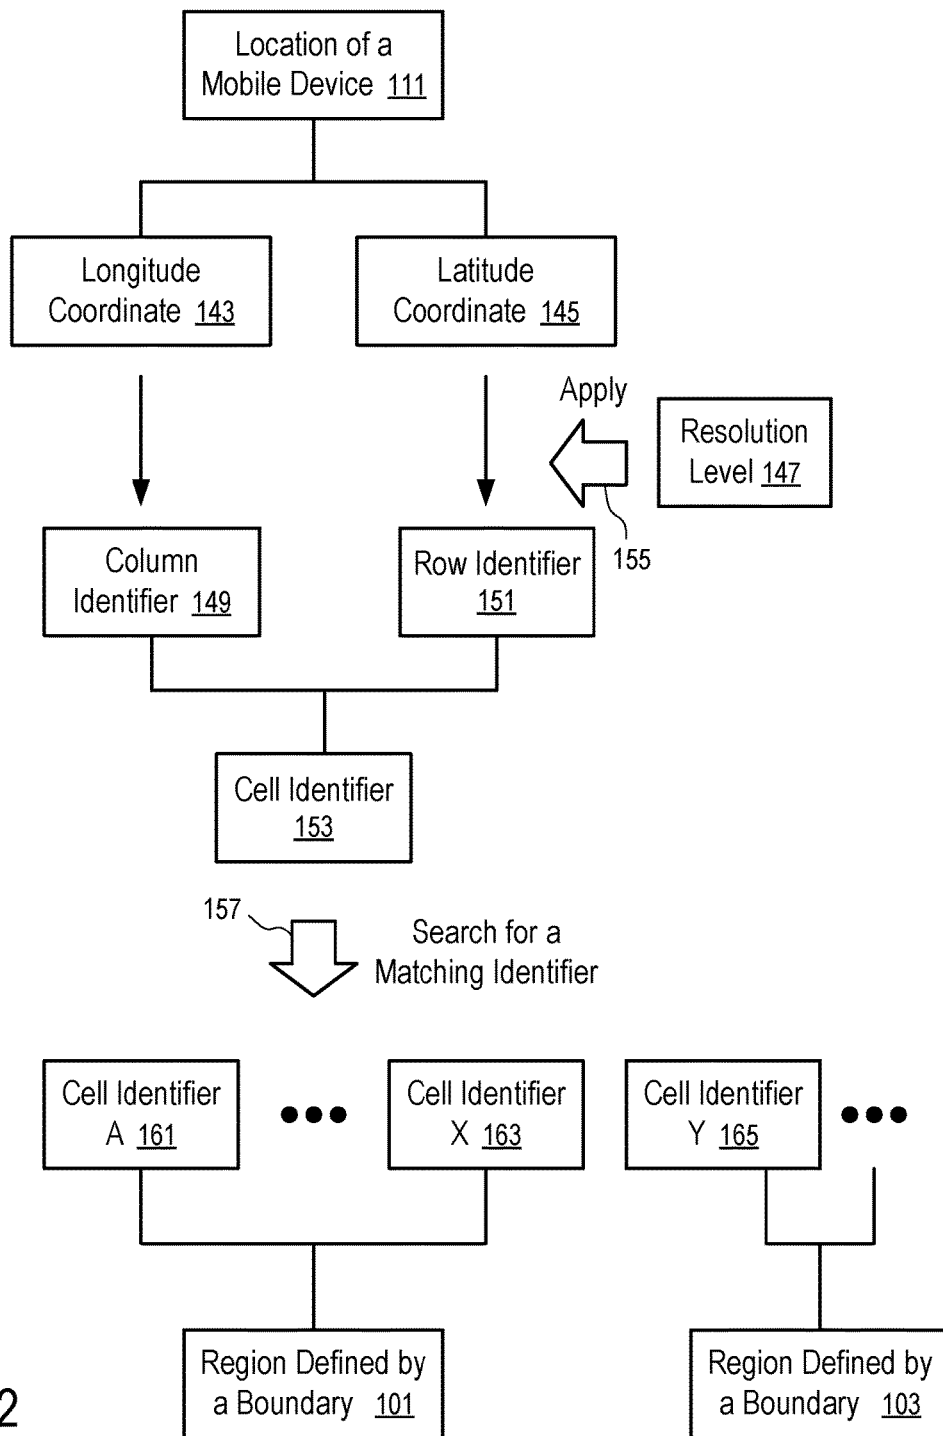 Location of a
Mobile Device 111
Longitude
Coordinate 143
Latitude
Coordinate 145
Apply
Resolution
Level 147
155
Column
Identifier 149
Row Identifier
151
Cell Identifier
153
157
Search for a
Matching Identifier
Cell Identifier
A 161
Cell Identifier
X 163
Cell Identifier
Y 165
Region Defined by
a Boundary 101
Region Defined by
a Boundary 103
2